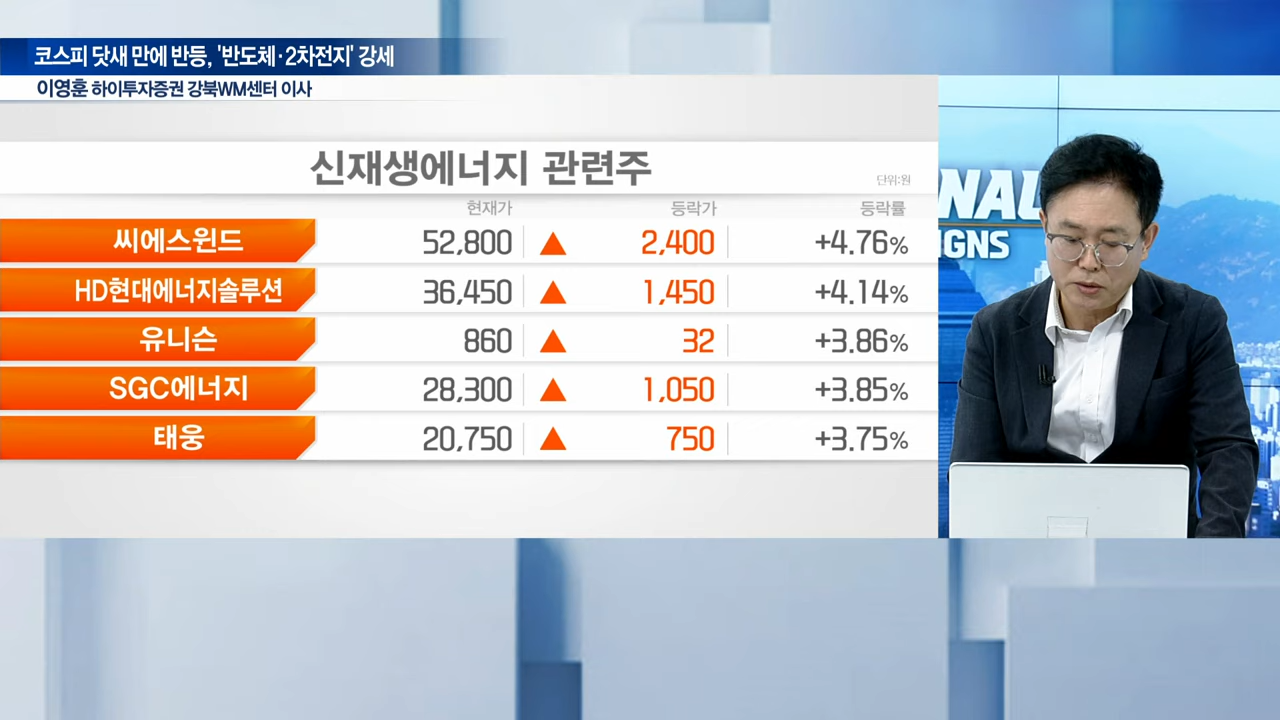 코스피 닷새 만에 반등, '반도체·2차전지' 강세
이영훈 하이투자증권 강북WM센터 이사
신재생에너지 관련주
단위:원
현재가 등락가 등락률
씨에스윈드 52,800 ▲ 2,400 +4.76%
HD현대에너지솔루션 36,450 ▲ 1,450 +4.14%
유니슨 860 ▲ 32 +3.86%
SGC에너지 28,300 ▲ 1,050 +3.85%
태웅 20,750 ▲ 750 +3.75%